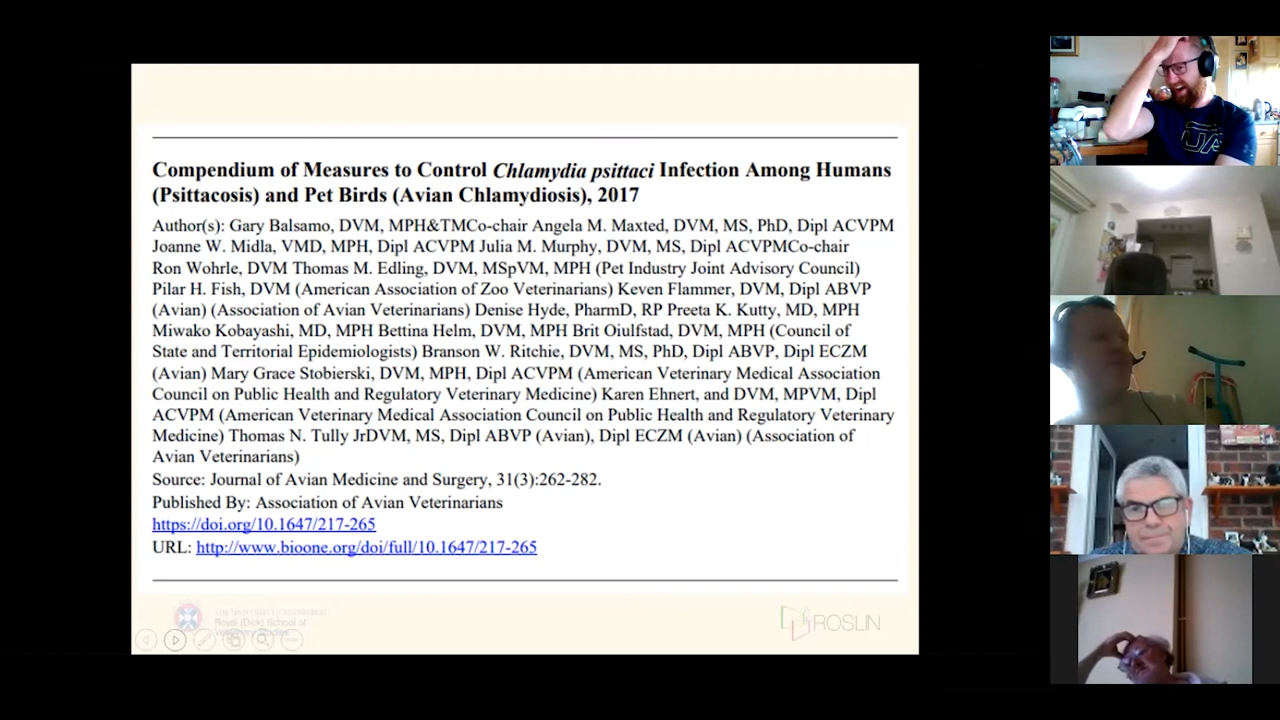 Compendium of Measures to Control Chlamydia psittaci Infection Among Humans
(Psittacosis) and Pet Birds (Avian Chlamydiosis), 2017
Author(s): Gary Balsamo, DVM, MPH&TMCo-chair Angela M. Maxted, DVM, MS, PhD, Dipl ACVPM
Joanne W. Midla, VMD, MPH, Dipl ACVPM Julia M. Murphy, DVM, MS, Dipl ACVPMCo-chair
Ron Wohrle, DVM Thomas M. Edling, DVM, MSpVM, MPH (Pet Industry Joint Advisory Council)
Pilar H. Fish, DVM (American Association of Zoo Veterinarians) Keven Flammer, DVM, Dipl ABVP
(Avian) (Association of Avian Veterinarians) Denise Hyde, PharmD, RP Preeta K. Kutty, MD, MPH
Miwako Kobayashi, MD, MPH Bettina Helm, DVM, MPH Brit Oiulfstad, DVM, MPH (Council of
State and Territorial Epidemiologists) Branson W. Ritchie, DVM, MS, PhD, Dipl ABVP, Dipl ECZM
(Avian) Mary Grace Stobierski, DVM, MPH, Dipl ACVPM (American Veterinary Medical Association
Council on Public Health and Regulatory Veterinary Medicine) Karen Ehnert, and DVM, MPVM, Dipl
ACVPM (American Veterinary Medical Association Council on Public Health and Regulatory Veterinary
Medicine) Thomas N. Tully JrDVM, MS, Dipl ABVP (Avian), Dipl ECZM (Avian) (Association of
Avian Veterinarians)
Source: Journal of Avian Medicine and Surgery, 31(3):262-282.
Published By: Association of Avian Veterinarians
https://doi.org/10.1647/217-265
URL: http://www.bioone.org/doi/full/10.1647/217-265
Royal (Dick) School of
ROSLIN